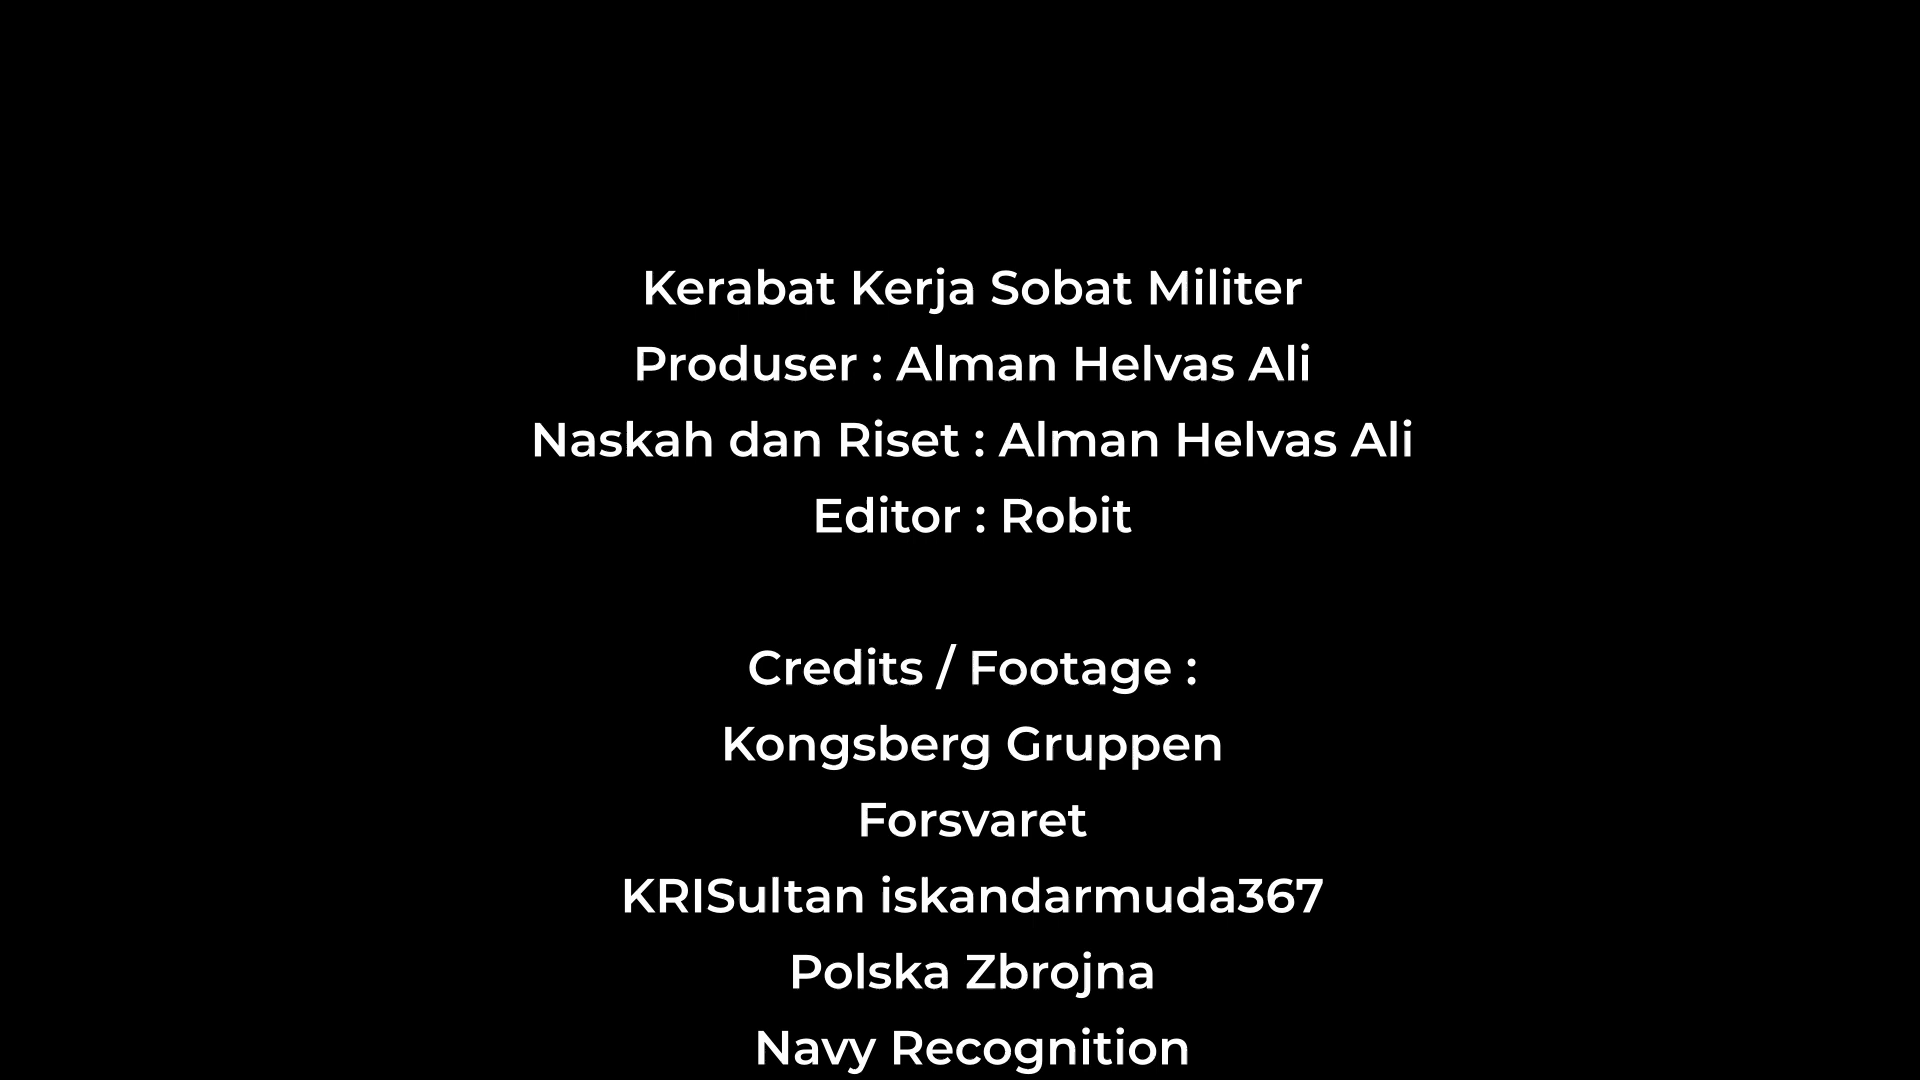 Kerabat Kerja Sobat Militer
Produser : Alman Helvas Ali
Naskah dan Riset : Alman Helvas Ali
Editor : Robit
Credits / Footage :
Kongsberg Gruppen
Forsvaret
KRISultan iskandarmuda367
Polska Zbrojna
Navy Recognition